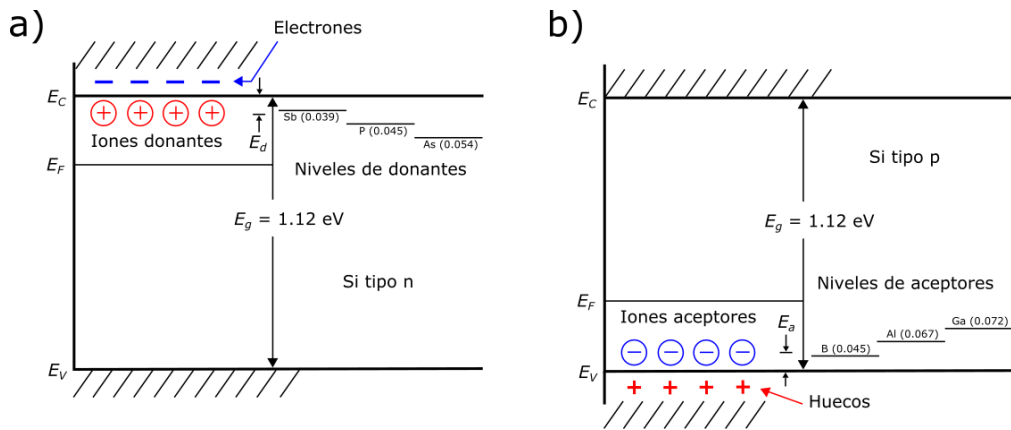 a)
Electrones
E_C
Sb (0.039)
P (0.045)
As (0.054)
Iones donantes
E_d
E_F
Niveles de donantes
E_g = 1.12 eV
Si tipo n
E_V
b)
E_C
Si tipo p
E_g = 1.12 eV
Niveles de aceptores
E_F
Iones aceptores
E_a
Ga (0.072)
Al (0.067)
B (0.045)
E_V
Huecos